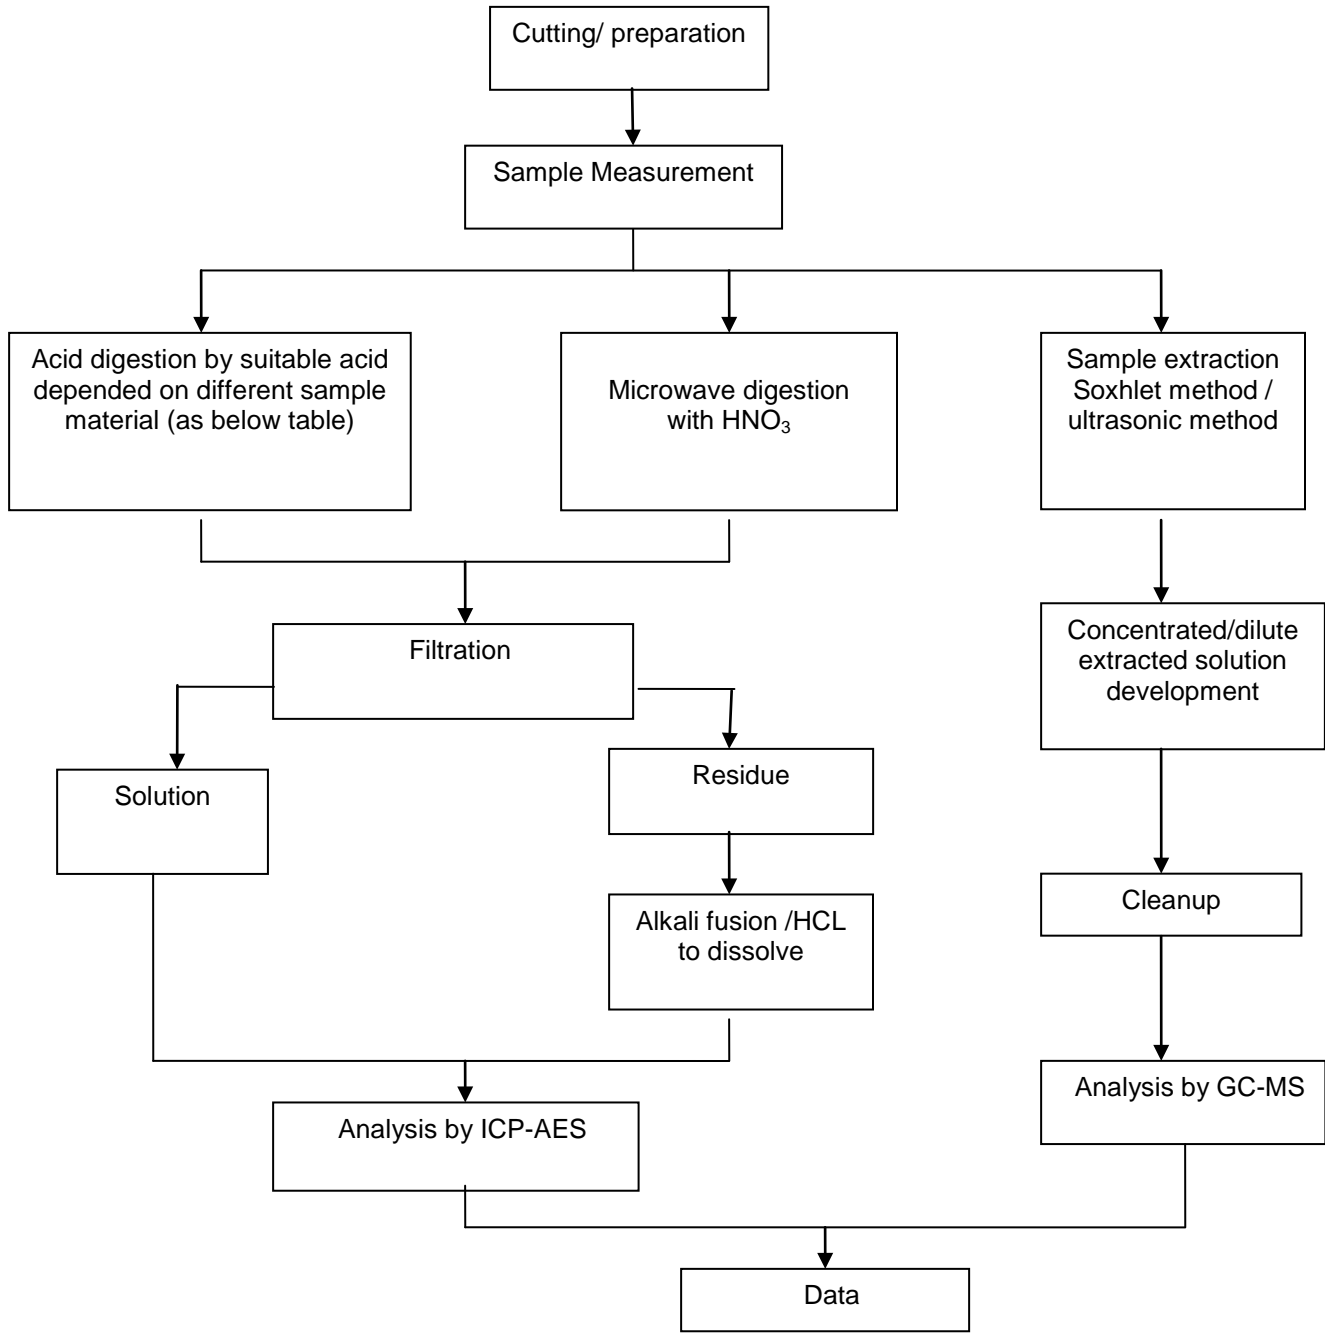 Cutting/ preparation
Sample Measurement
Acid digestion by suitable acid
depended on different sample
material (as below table)
Microwave digestion
with HNO₃
Sample extraction
Soxhlet method /
ultrasonic method
Filtration
Concentrated/dilute
extracted solution
development
Solution
Residue
Alkali fusion /HCL
to dissolve
Cleanup
Analysis by ICP-AES
Analysis by GC-MS
Data